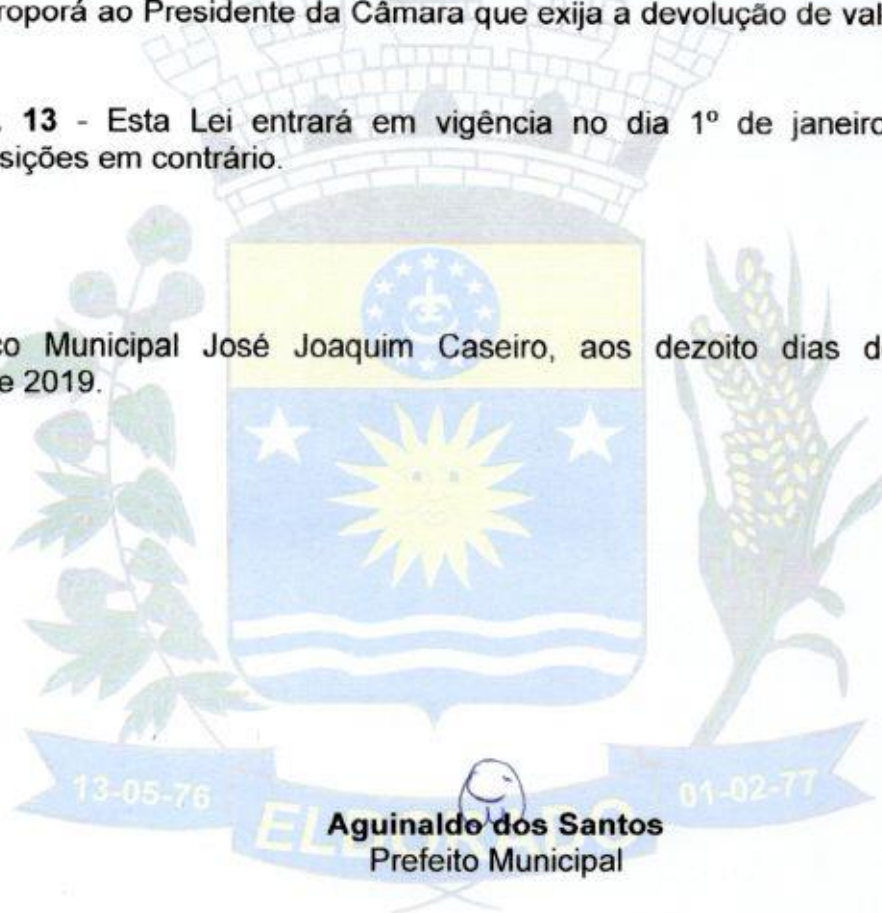 roporá ao Presidente da Câmara que exija a devolução de val
13 - Esta Lei entrará em vigência no dia 1º de janeiro
sições em contrário.
co Municipal José Joaquim Caseiro, aos dezoito dias d
e 2019.
13-05-76
01-02-77
ELDORADO
Aguinaldo dos Santos
Prefeito Municipal